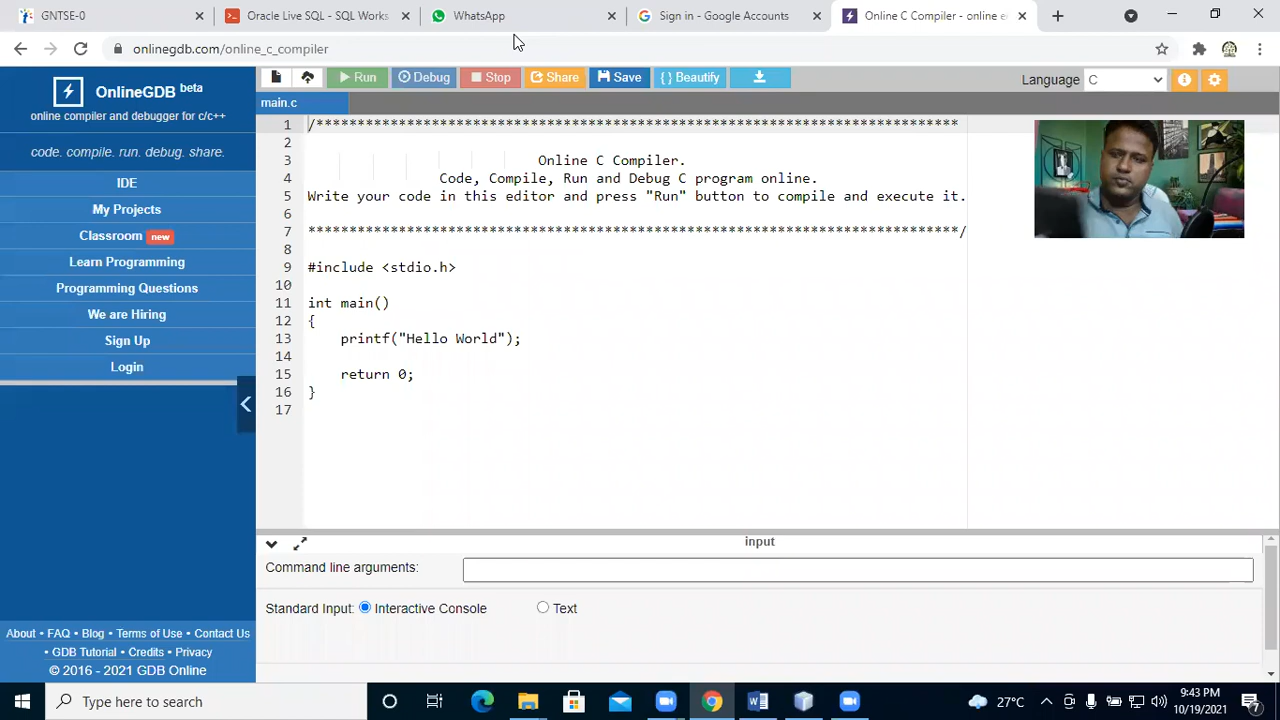 GNTSE-0
Oracle Live SQL - SQL Works
WhatsApp
Sign in - Google Accounts
Online C Compiler - online e
onlinegdb.com/online_c_compiler
OnlineGDB beta
online compiler and debugger for c/c++
code. compile. run. debug. share.
IDE
My Projects
Classroom new
Learn Programming
Programming Questions
We are Hiring
Sign Up
Login
About • FAQ • Blog • Terms of Use • Contact Us
• GDB Tutorial • Credits • Privacy
© 2016 - 2021 GDB Online
Run
Debug
Stop
Share
Save
{ } Beautify
Language C
main.c
1 /******************************************************************************
2
3 Online C Compiler.
4 Code, Compile, Run and Debug C program online.
5 Write your code in this editor and press "Run" button to compile and execute it.
6
7 *******************************************************************************/
8
9 #include <stdio.h>
10
11 int main()
12 {
13 printf("Hello World");
14
15 return 0;
16 }
17
input
Command line arguments:
Standard Input: Interactive Console Text
Type here to search
27°C
9:43 PM
10/19/2021
7